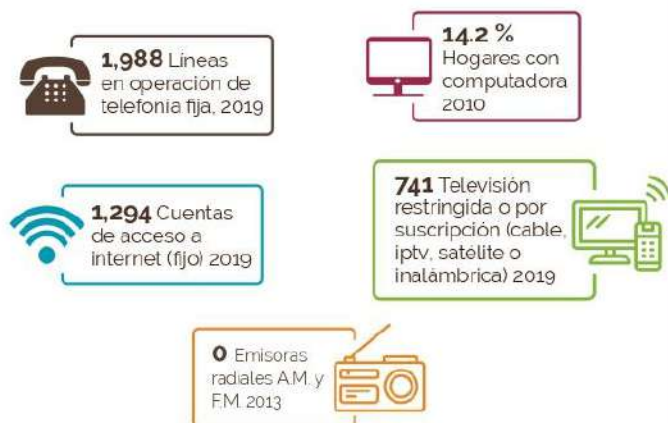 1,988 Líneas
en operación de
telefonía fija, 2019
14.2 %
Hogares con
computadora
2010
1,294 Cuentas
de acceso a
internet (fijo) 2019
741 Televisión
restringida o por
suscripción (cable,
iptv, satélite o
inalámbrica) 2019
0 Emisoras
radiales A.M. y
F.M. 2013